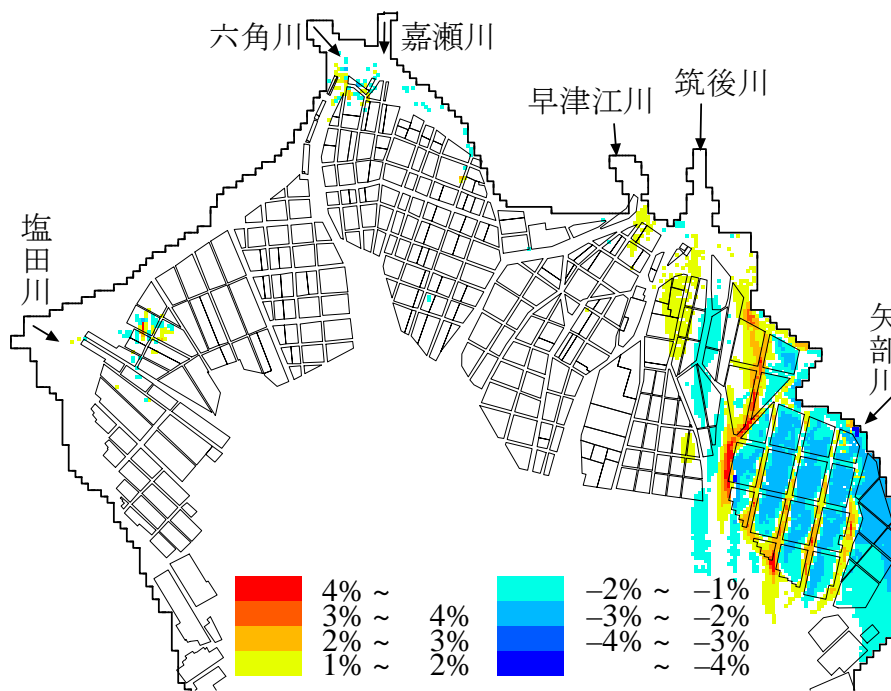 六角川
嘉瀬川
早津江川
筑後川
塩田川
矢部川
4% ~
3% ~ 4%
2% ~ 3%
1% ~ 2%
−2% ~ −1%
−3% ~ −2%
−4% ~ −3%
~ −4%